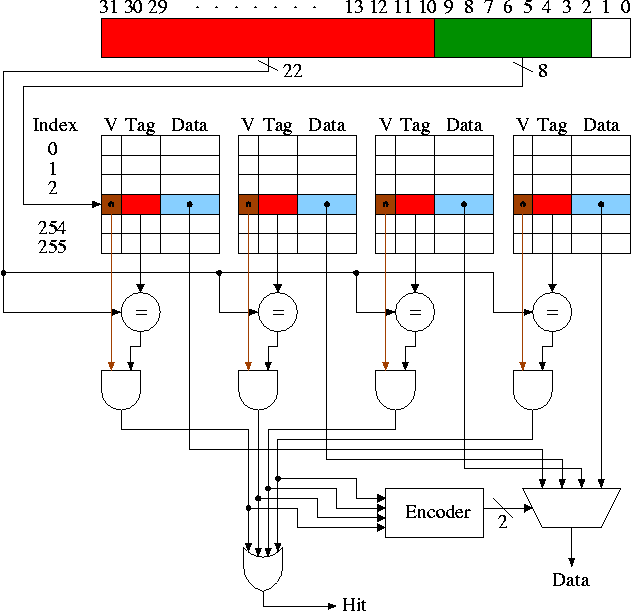 31 30 29 · · · · · · · 13 12 11 10 9 8 7 6 5 4 3 2 1 0
22
8
Index
V Tag Data V Tag Data V Tag Data V Tag Data
0
1
2
254
255
= = = =
Encoder
2
Data
Hit